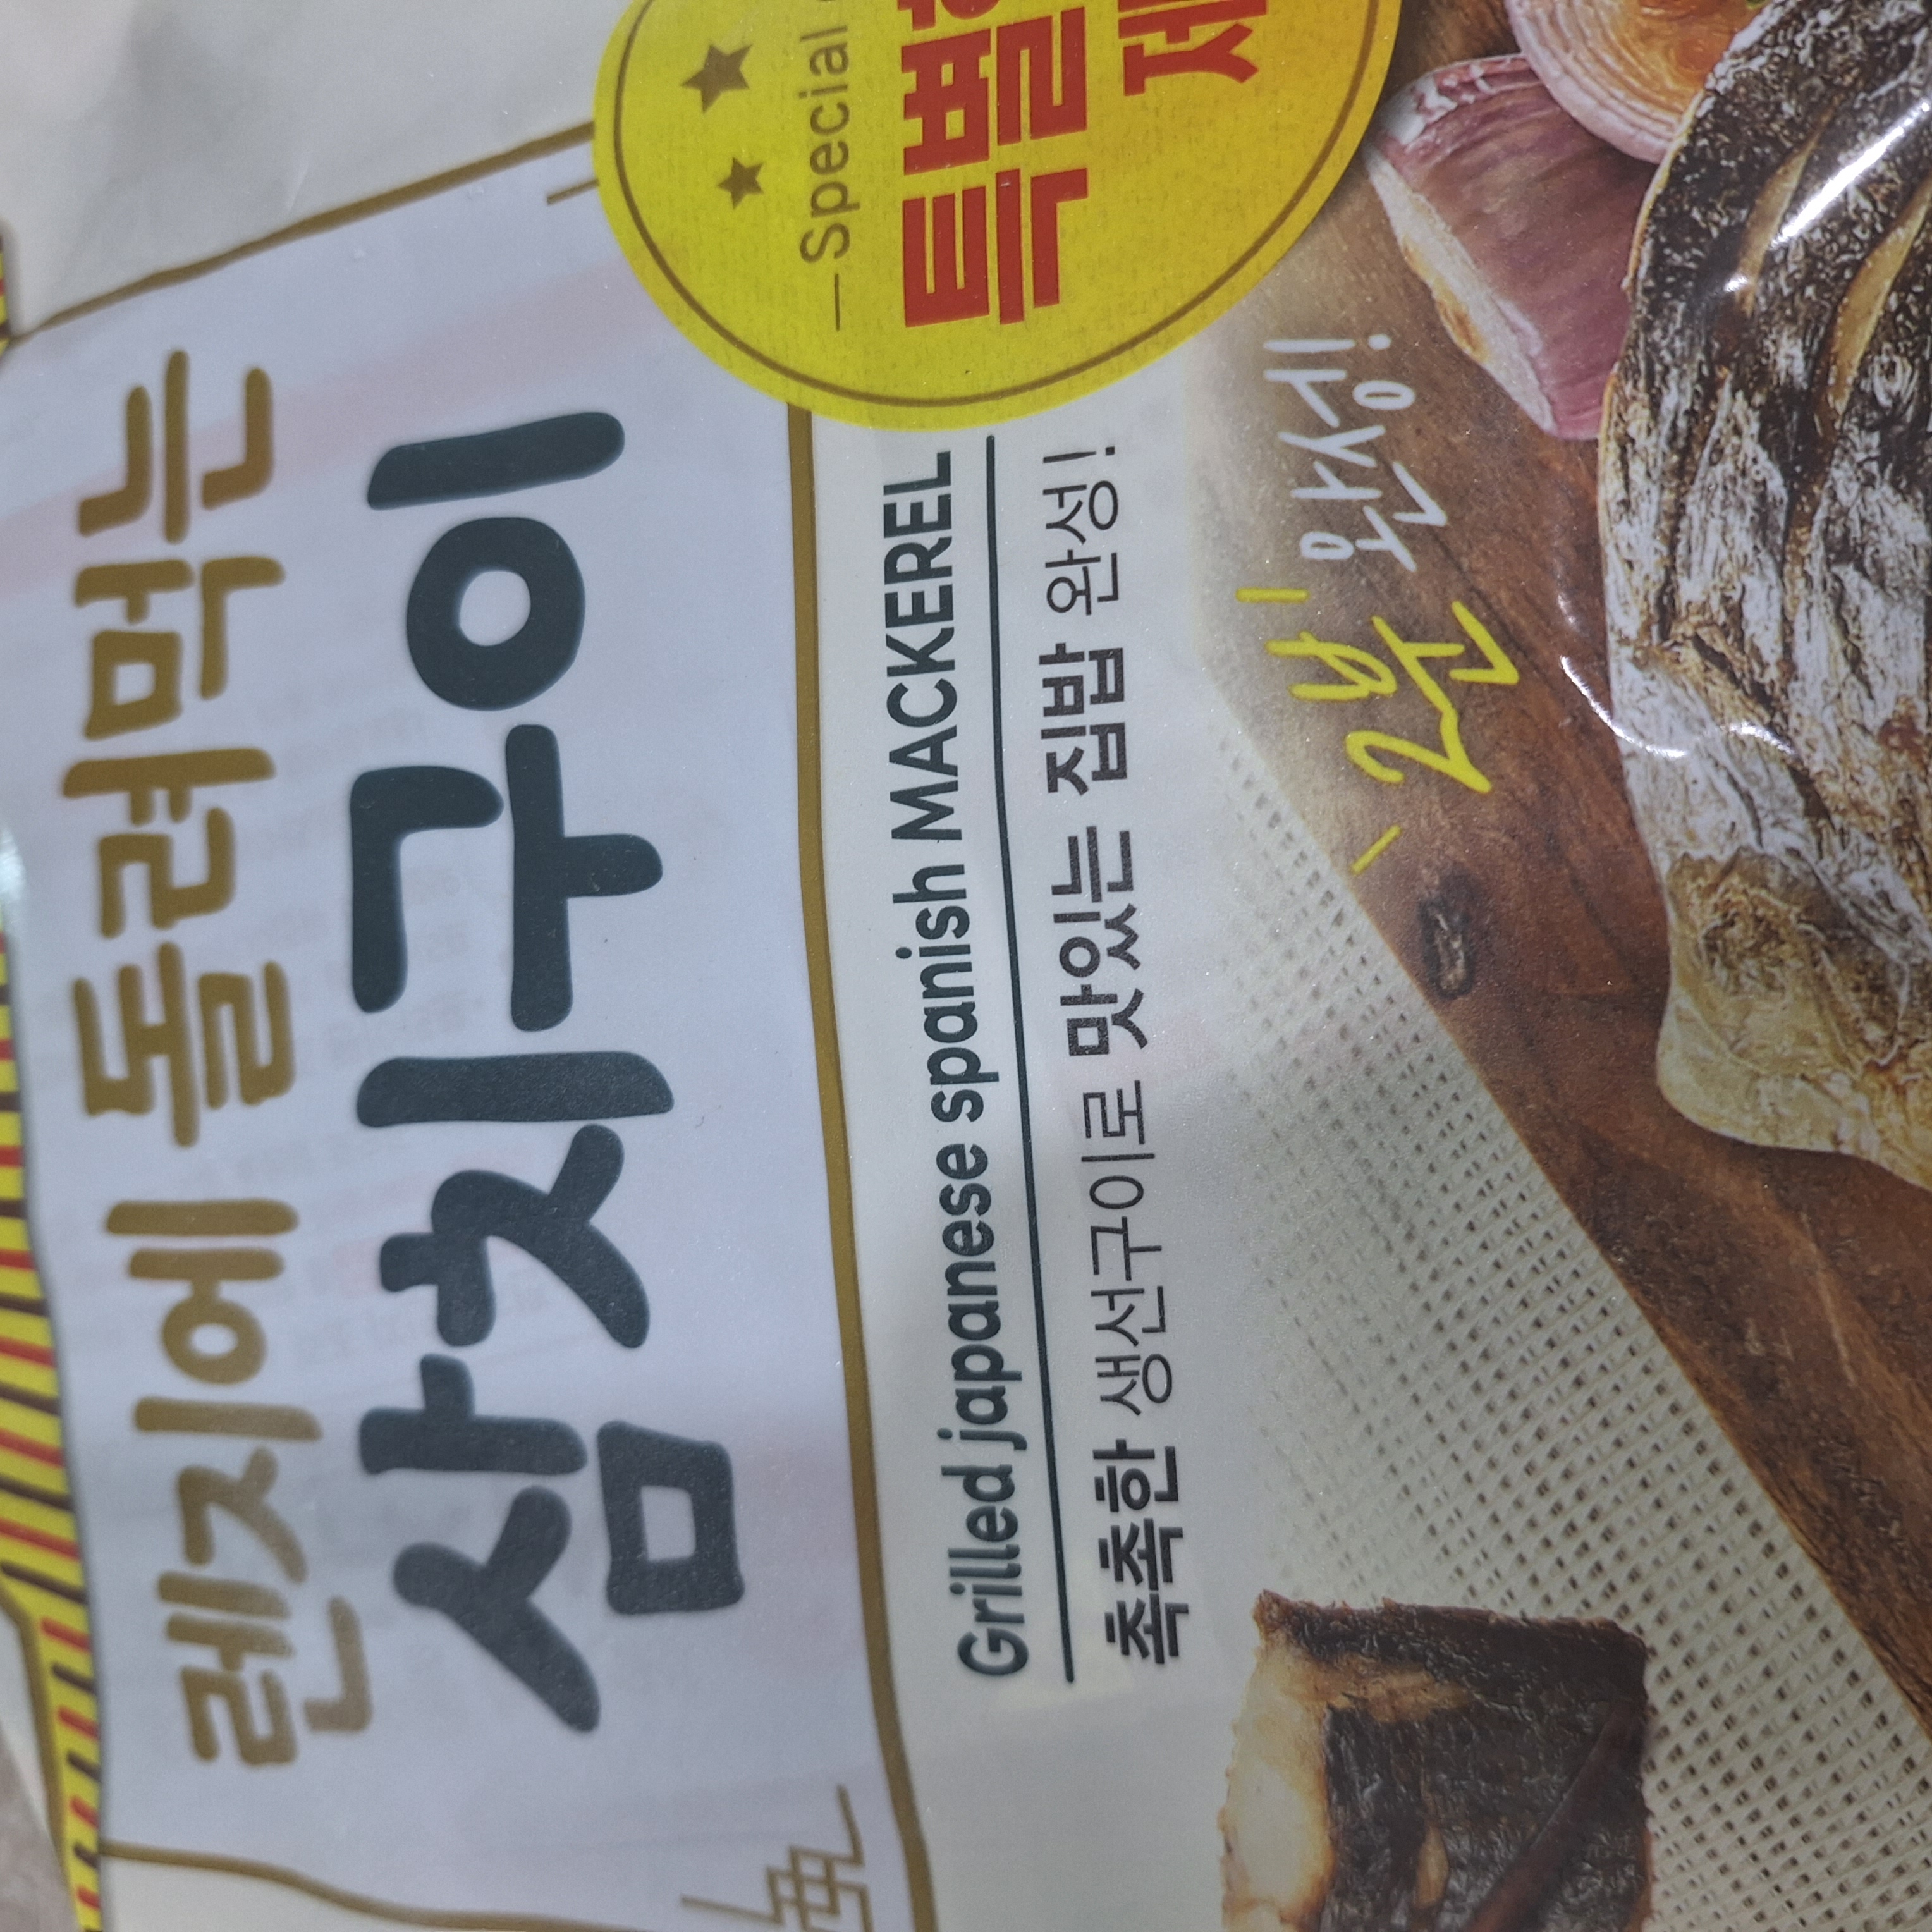 렌지에 돌려먹는
삼치구이
Grilled japanese spanish MACKEREL
촉촉한 생선구이로 맛있는 집밥 완성!
Special
2분
완성!